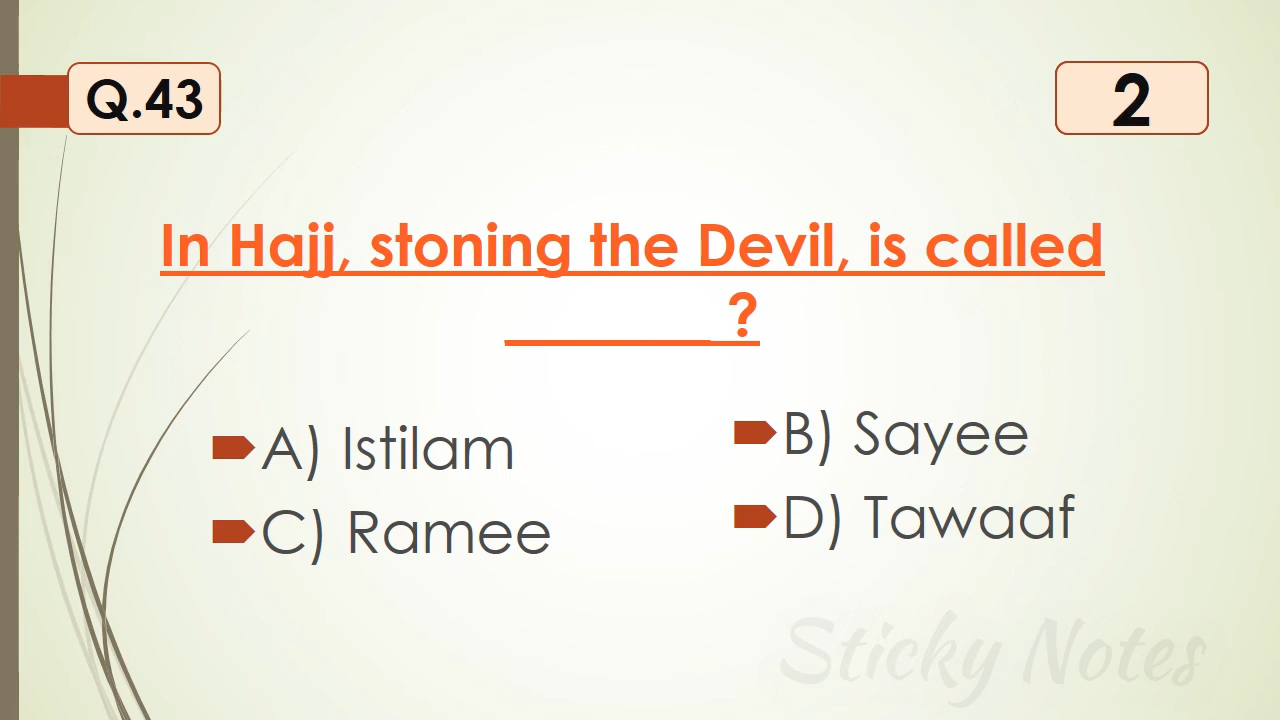 Q.43
2
In Hajj, stoning the Devil, is called
________ ?
A) Istilam
B) Sayee
C) Ramee
D) Tawaaf
Sticky Notes